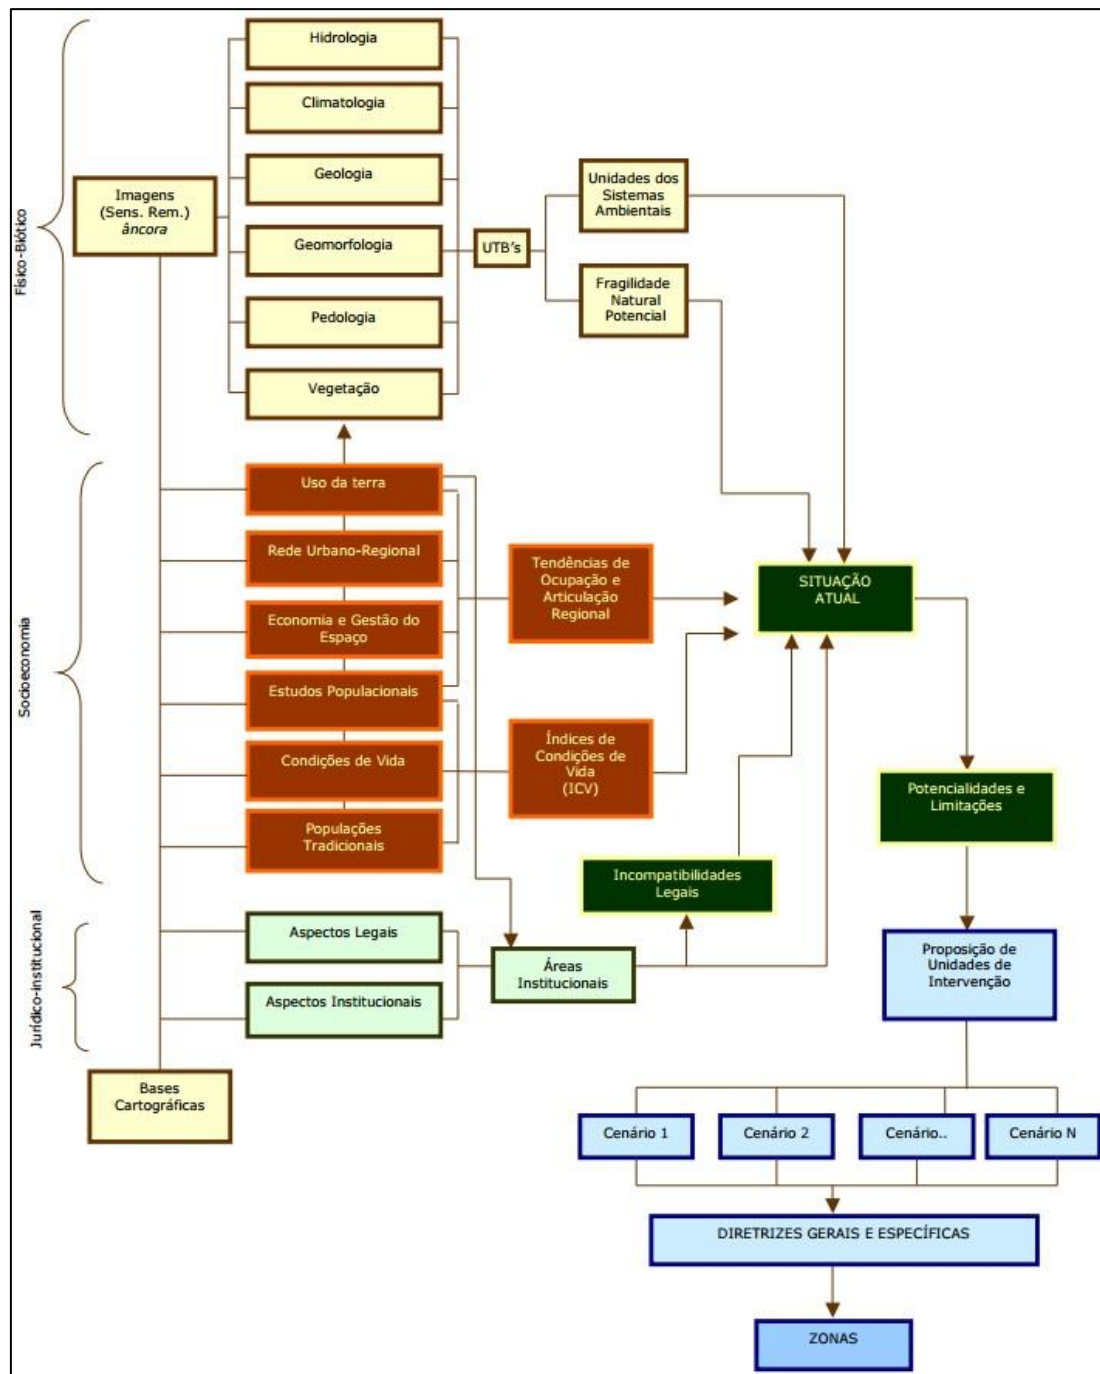 Físico-Biótico
Imagens
(Sens. Rem.)
âncora
Hidrologia
Climatologia
Geologia
Geomorfologia
Pedologia
Vegetação
UTB's
Unidades dos
Sistemas
Ambientais
Fragilidade
Natural
Potencial
Socioeconomia
Uso da terra
Rede Urbano-Regional
Economia e Gestão do
Espaço
Estudos Populacionais
Condições de Vida
Populações
Tradicionais
Tendências de
Ocupação e
Articulação
Regional
Índices de
Condições de
Vida
(ICV)
SITUAÇÃO
ATUAL
Potencialidades e
Limitações
Incompatibilidades
Legais
Jurídico-institucional
Aspectos Legais
Aspectos Institucionais
Áreas
Institucionais
Bases
Cartográficas
Proposição de
Unidades de
Intervenção
Cenário 1
Cenário 2
Cenário..
Cenário N
DIRETRIZES GERAIS E ESPECÍFICAS
ZONAS